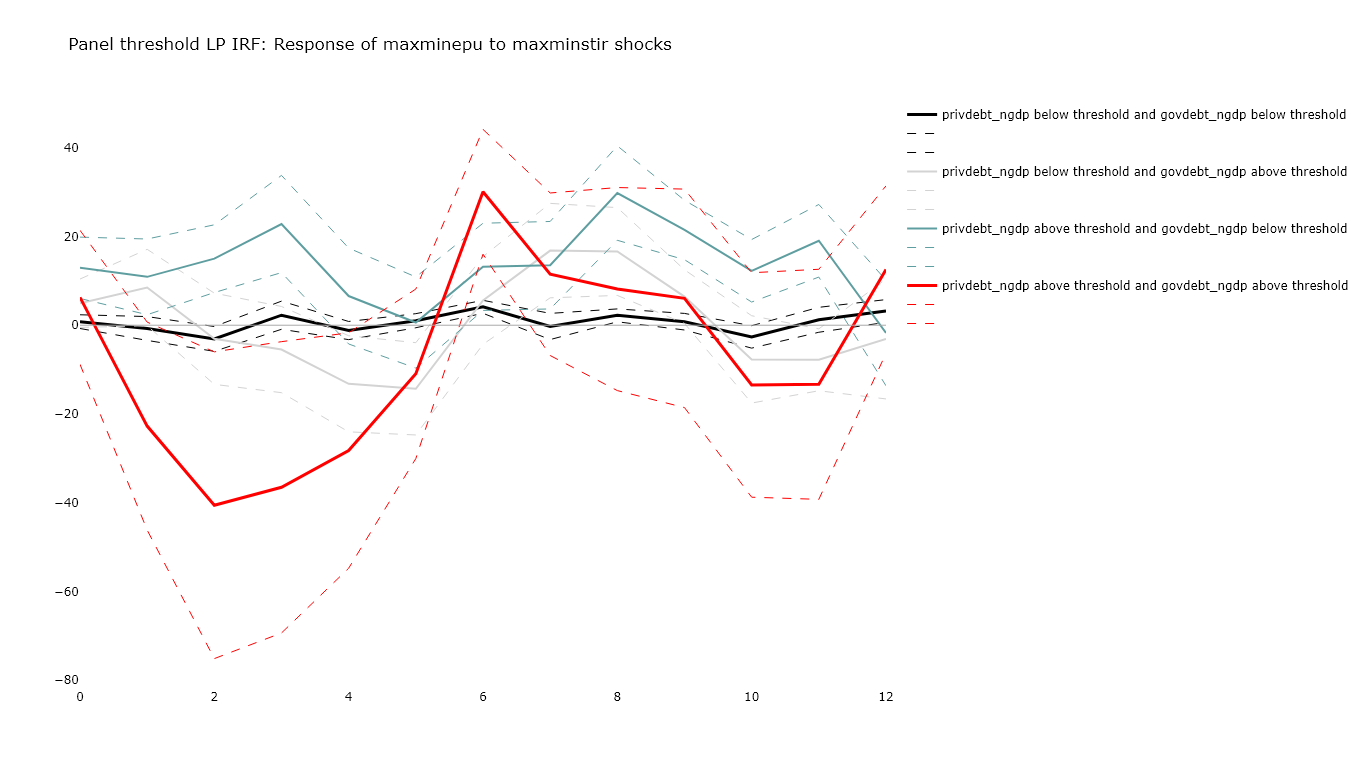 Panel threshold LP IRF: Response of maxminepu to maxminstir shocks
privdebt_ngdp below threshold and govdebt_ngdp below threshold
privdebt_ngdp below threshold and govdebt_ngdp above threshold
privdebt_ngdp above threshold and govdebt_ngdp below threshold
privdebt_ngdp above threshold and govdebt_ngdp above threshold
40
20
0
−20
−40
−60
−80
0 2 4 6 8 10 12